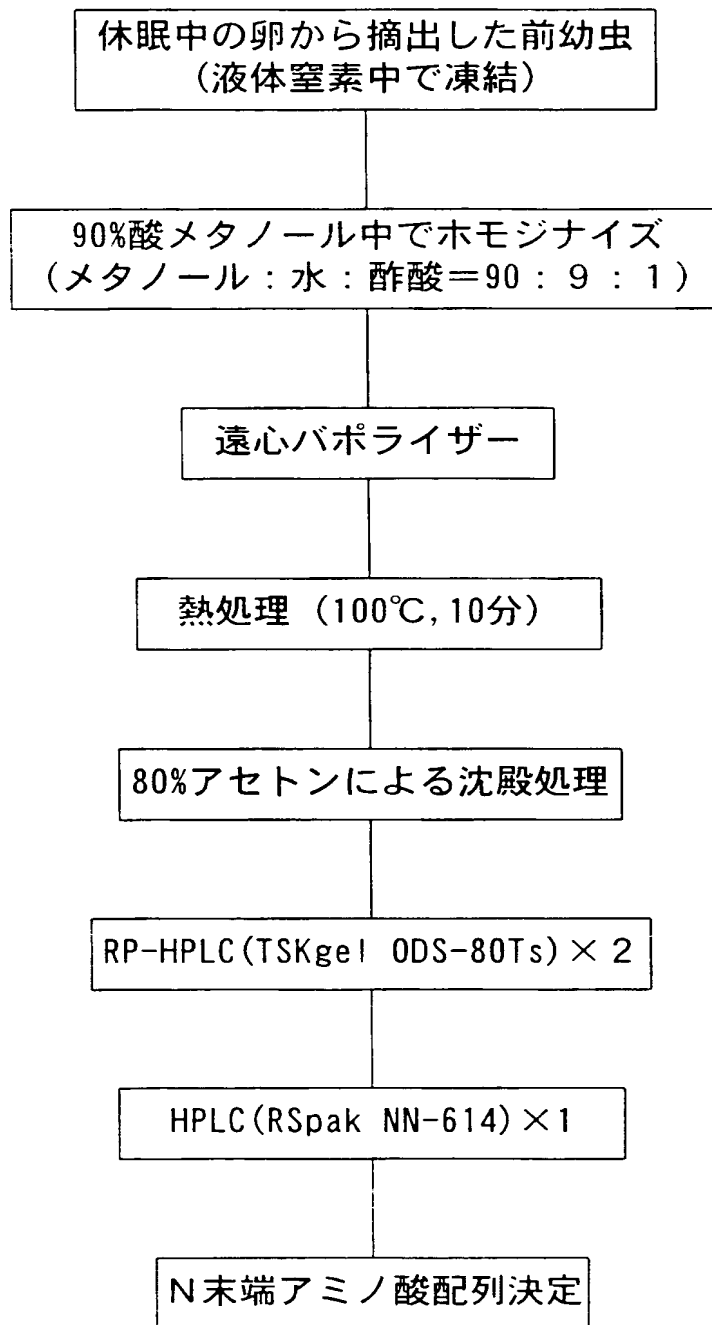 休眠中の卵から摘出した前幼虫
(液体窒素中で凍結)
90%酸メタノール中でホモジナイズ
(メタノール:水:酢酸=90:9:1)
遠心バポライザー
熱処理 (100℃, 10分)
80%アセトンによる沈殿処理
RP-HPLC(TSKgel ODS-80Ts)×2
HPLC(RSpak NN-614)×1
N末端アミノ酸配列決定